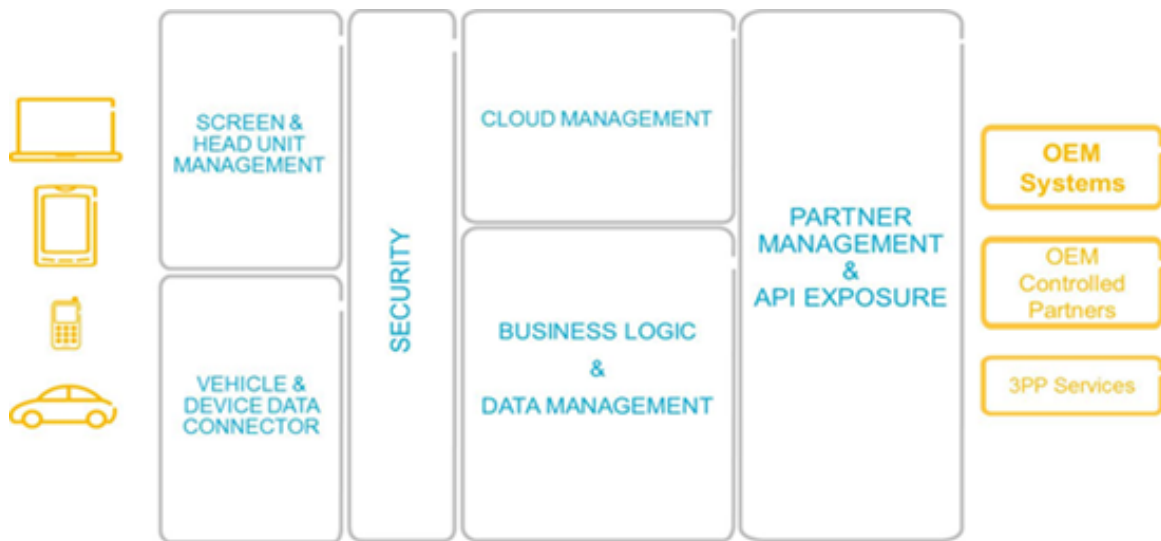 SCREEN &
HEAD UNIT
MANAGEMENT
VEHICLE &
DEVICE DATA
CONNECTOR
SECURITY
CLOUD MANAGEMENT
BUSINESS LOGIC
&
DATA MANAGEMENT
PARTNER
MANAGEMENT
&
API EXPOSURE
OEM
Systems
OEM
Controlled
Partners
3PP Services